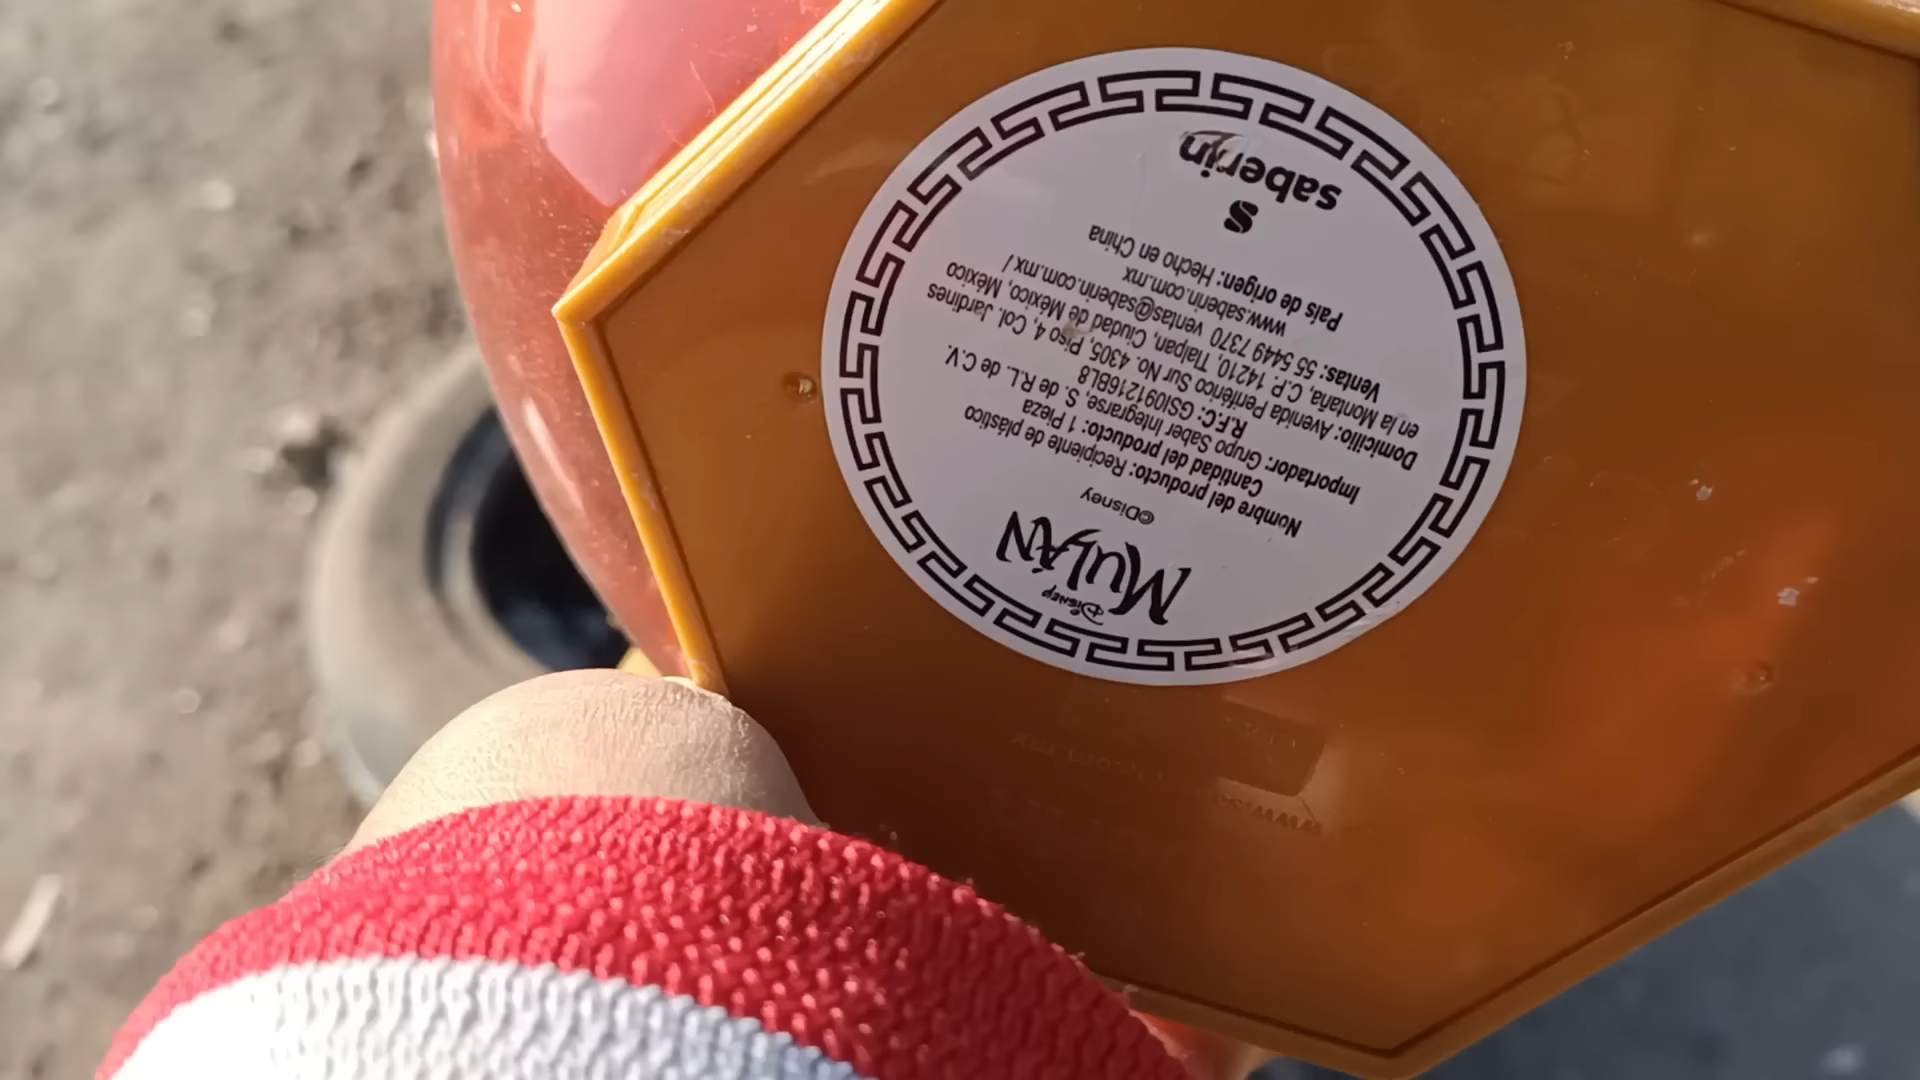 Disney
MULÁN
©Disney
Nombre del producto: Recipiente de plástico
Cantidad del producto: 1 Pieza
Importador: Grupo Saber Integrarse, S. de R.L. de C.V.
R.F.C: GSI091216BL8
Domicilio: Avenida Periférico Sur No. 4305, Piso 4, Col. Jardines
en la Montaña, C.P. 14210, Tlalpan, Ciudad de México, México
Ventas: 55 5449 7370 ventas@saberin.com.mx /
www.saberin.com.mx
País de origen: Hecho en China
S
saberin